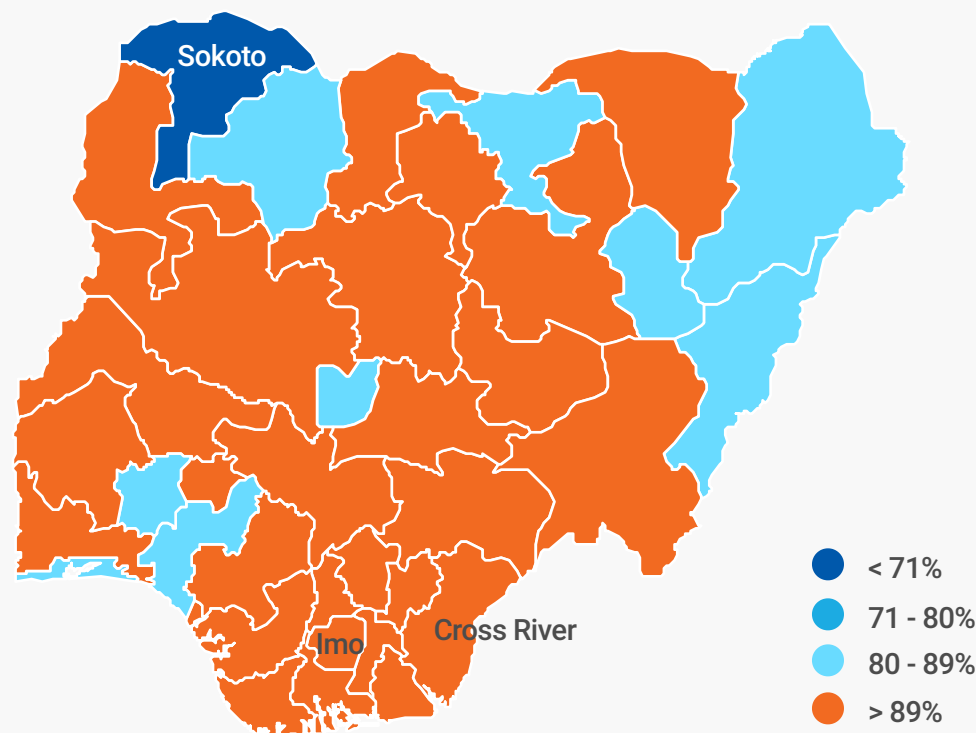 Sokoto
Cross River
Imo
< 71%
71 - 80%
80 - 89%
> 89%